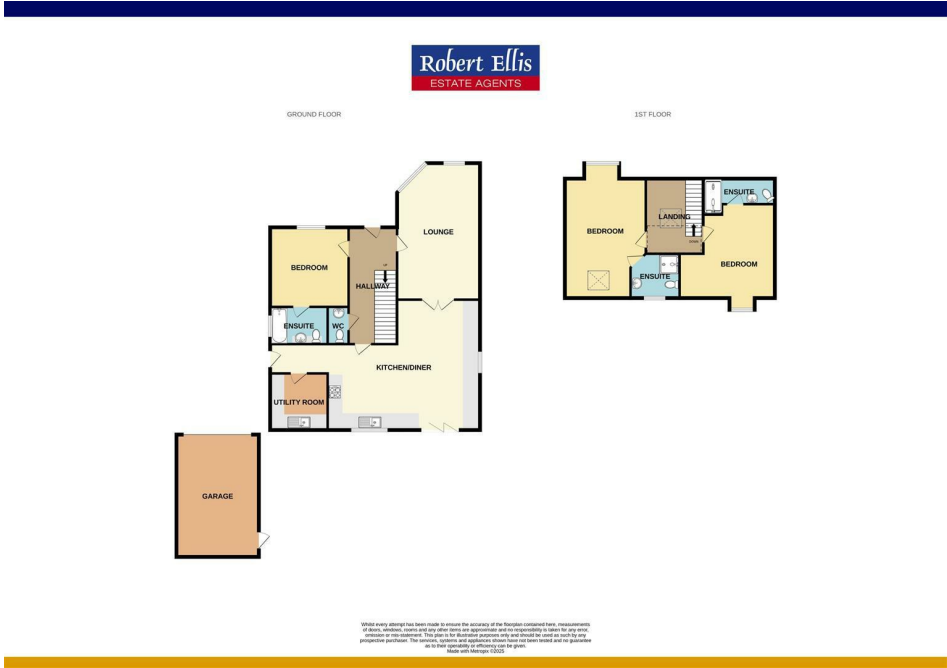 Robert Ellis
ESTATE AGENTS
GROUND FLOOR
1ST FLOOR
LOUNGE
BEDROOM
UP
HALLWAY
ENSUITE
WC
KITCHEN/DINER
UTILITY ROOM
GARAGE
ENSUITE
LANDING
BEDROOM
DOWN
BEDROOM
ENSUITE
Whilst every attempt has been made to ensure the accuracy of the floorplan contained here, measurements
of doors, windows, rooms and any other items are approximate and no responsibility is taken for any error,
omission or mis-statement. This plan is for illustrative purposes only and should be used as such by any
prospective purchaser. The services, systems and appliances shown have not been tested and no guarantee
as to their operability or efficiency can be given.
Made with Metropix ©2025